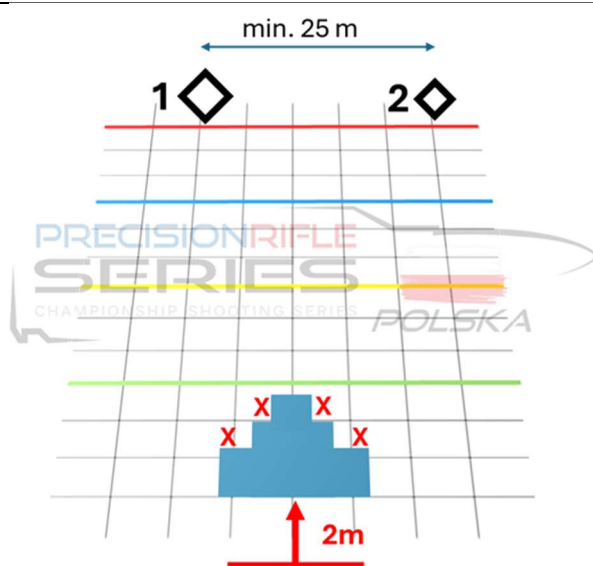 min. 25 m
1
2
PRECISIONRIFLE
SERIES
CHAMPIONSHIP SHOOTING SERIES
POLSKA
X X
X X
2m